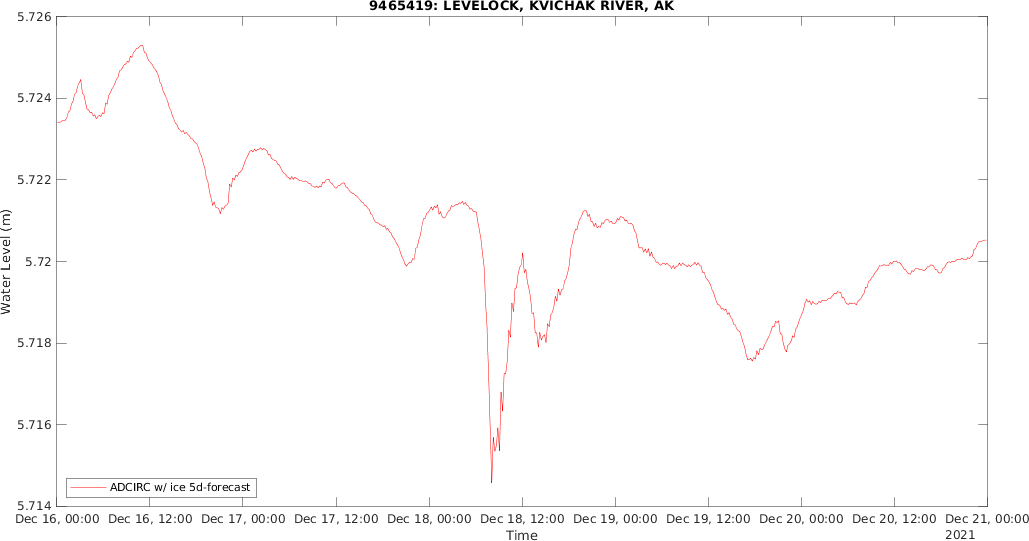 9465419: LEVELOCK, KVICHAK RIVER, AK
5.726
5.724
5.722
5.72
5.718
5.716
5.714
Water Level (m)
ADCIRC w/ ice 5d-forecast
Dec 16, 00:00 Dec 16, 12:00 Dec 17, 00:00 Dec 17, 12:00 Dec 18, 00:00 Dec 18, 12:00 Dec 19, 00:00 Dec 19, 12:00 Dec 20, 00:00 Dec 20, 12:00 Dec 21, 00:00
Time
2021